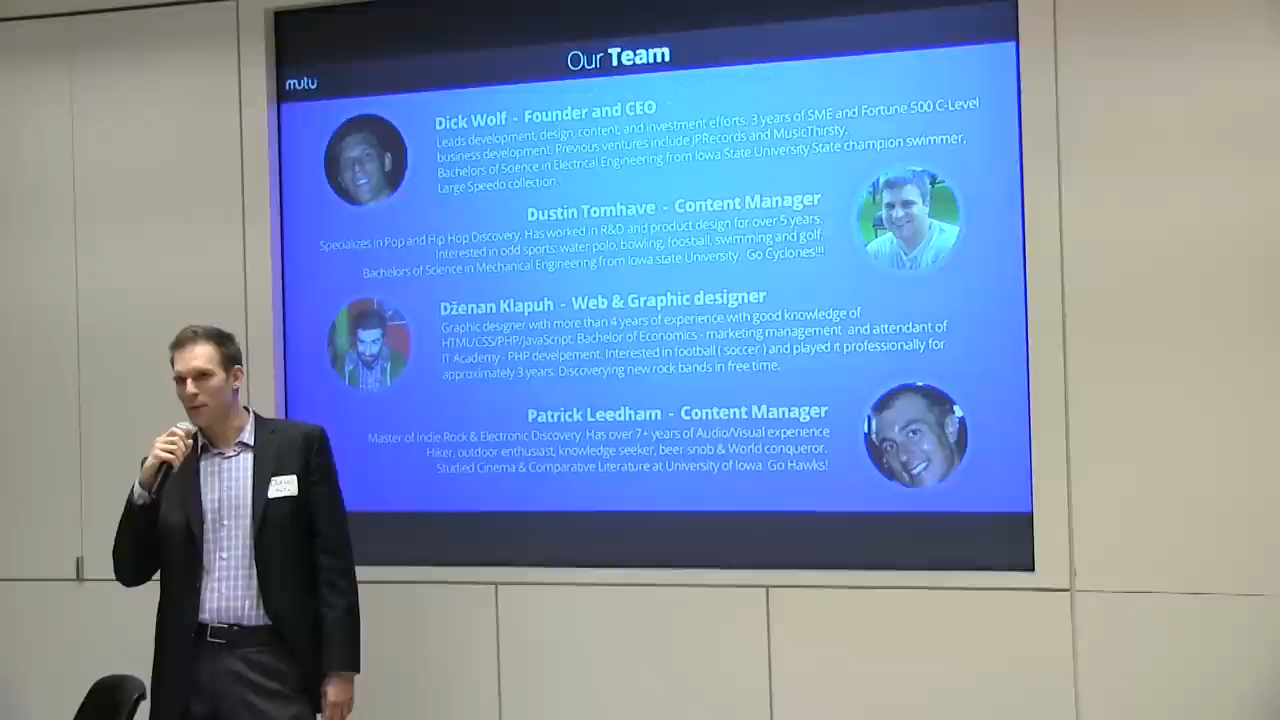 Our Team
mutu
Dick Wolf - Founder and CEO
Leads development, design, content, and investment efforts. 3 years of SME and Fortune 500 C-Level
business development. Previous ventures include JPRecords and MusicThirsty.
Bachelors of Science in Electrical Engineering from Iowa State University.State champion swimmer,
Large Speedo collection.
Dustin Tomhave - Content Manager
Specializes in Pop and Hip Hop Discovery. Has worked in R&D and product design for over 5 years.
Interested in odd sports: water polo, bowling, foosball, swimming and golf.
Bachelors of Science in Mechanical Engineering from Iowa state University. Go Cyclones!!!
Dženan Klapuh - Web & Graphic designer
Graphic designer with more than 4 years of experience with good knowledge of
HTML/CSS/PHP/JavaScript. Bachelor of Economics - marketing management and attendant of
IT Academy - PHP develpement. Interested in football ( soccer ) and played it professionally for
approximately 3 years. Discoverying new rock bands in free time.
Patrick Leedham - Content Manager
Master of Indie Rock & Electronic Discovery. Has over 7+ years of Audio/Visual experience
Hiker, outdoor enthusiast, knowledge seeker, beer snob & World conqueror.
Studied Cinema & Comparative Literature at University of Iowa. Go Hawks!